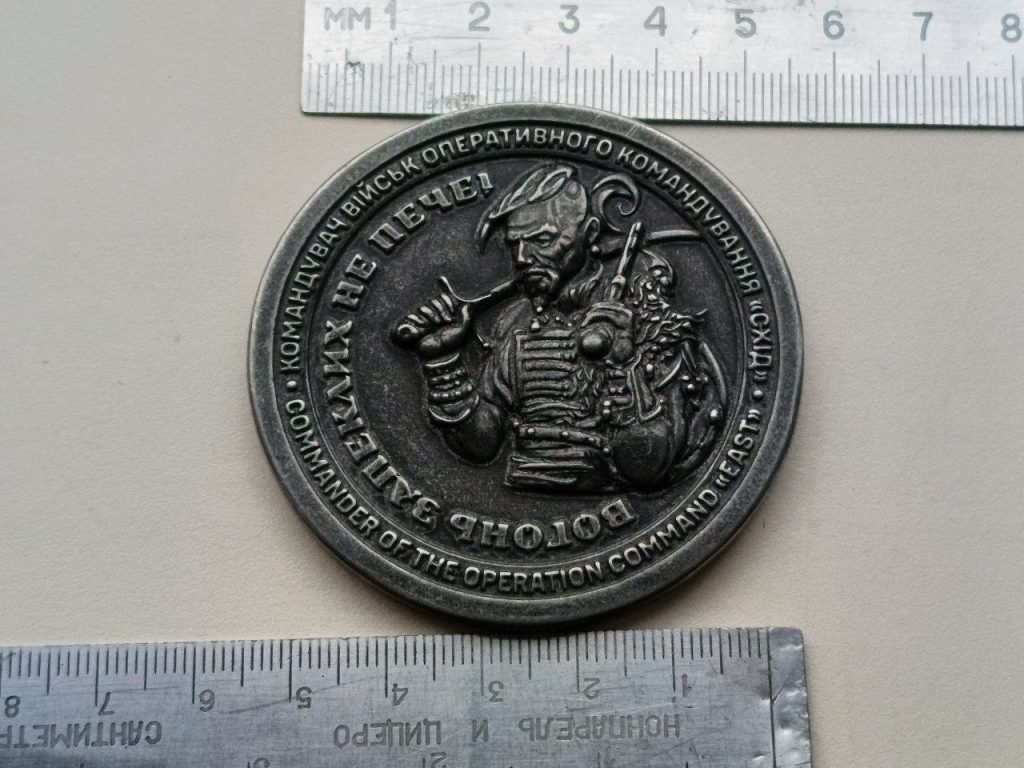 мм 1 2 3 4 5 6 7 8
• КОМАНДУВАЧ ВІЙСЬК ОПЕРАТИВНОГО КОМАНДУВАННЯ «СХІД» •
COMMANDER OF THE OPERATION COMMAND «EAST»
ВОГОНЬ ЗАПЕКЛИХ НЕ ПЕЧЕ!
НОНПАРЕЛЬ И ЦИЦЕРО
САНТИМЕТР
1 2 3 4 5 6 7 8